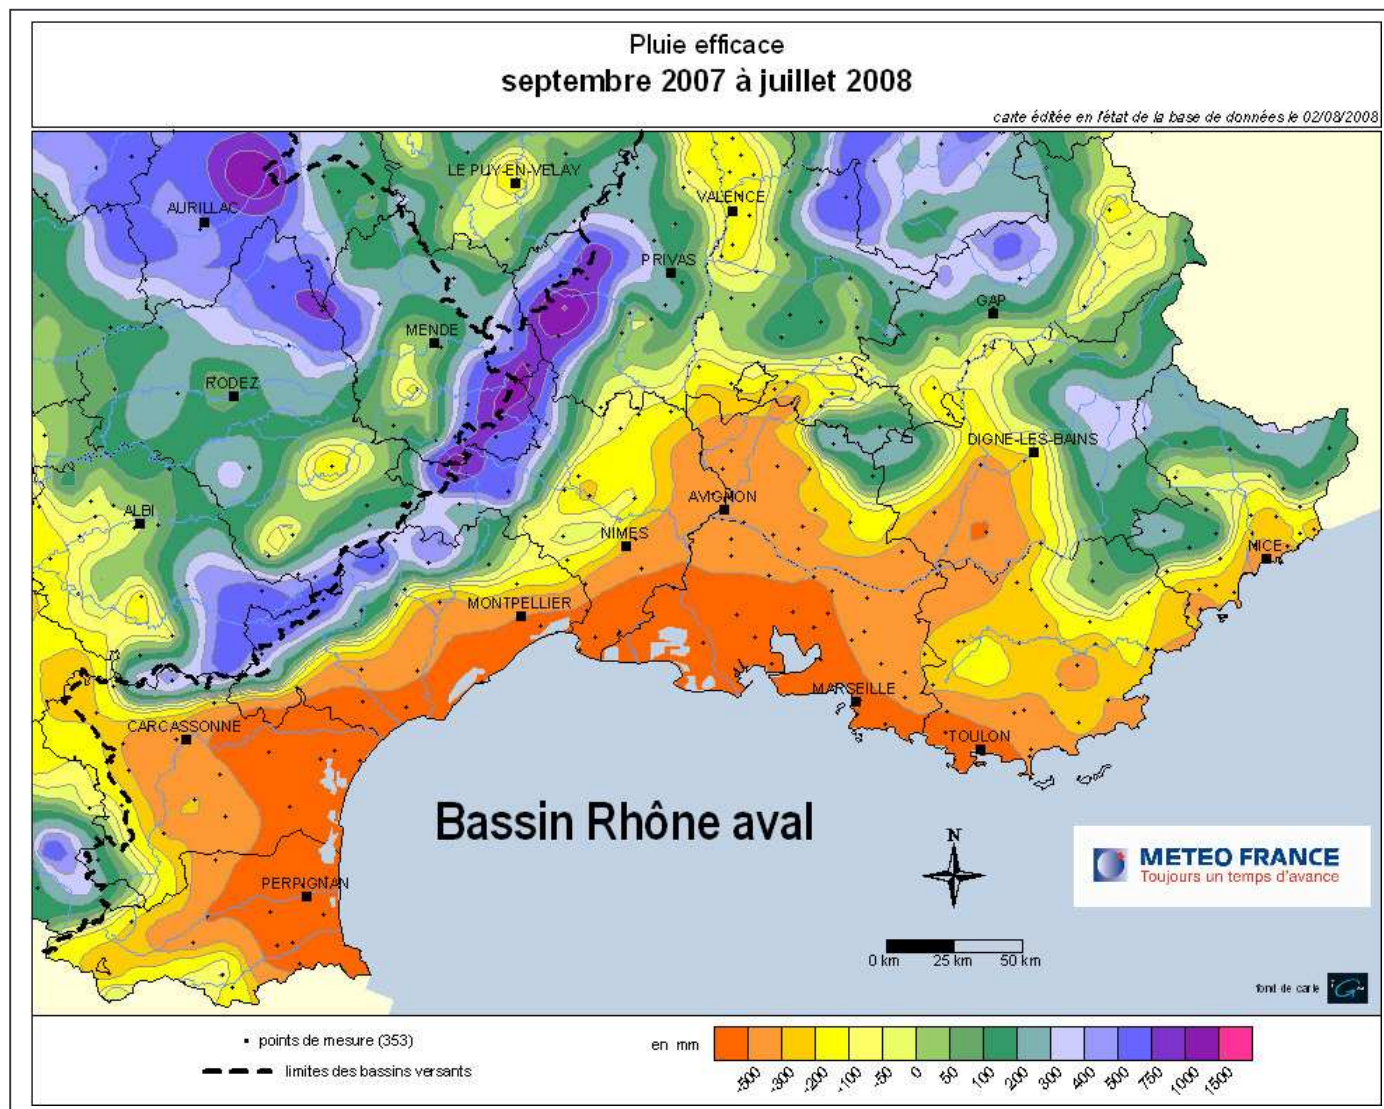 Pluie efficace
septembre 2007 à juillet 2008
carte éditée en l'état de la base de données le 02/08/2008
LE PUY-EN-VELAY
VALENCE
AURILLAC
PRIVAS
GAP
MENDE
RODEZ
DIGNE-LES-BAINS
ALBI
AVIGNON
NIMES
NICE
MONTPELLIER
MARSEILLE
CARCASSONNE
TOULON
Bassin Rhône aval
N
METEO FRANCE
Toujours un temps d'avance
PERPIGNAN
0 km 25 km 50 km
fond de carte
points de mesure (353)
limites des bassins versants
en mm
-500 -300 -200 -100 -50 0 50 100 200 300 400 500 750 1000 1500